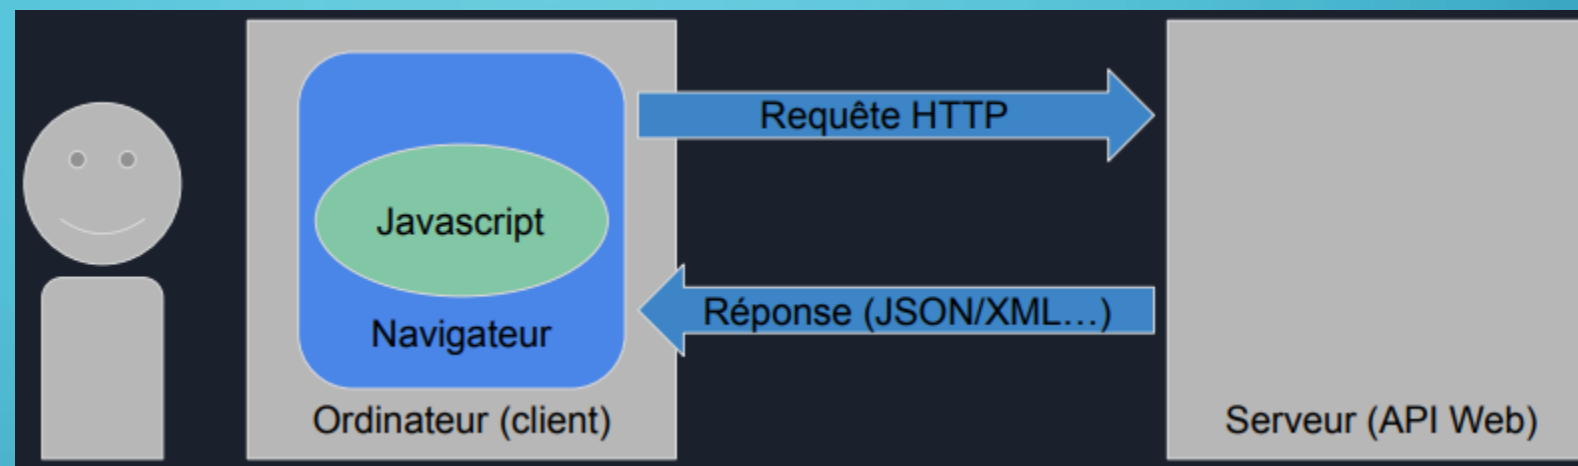 Requête HTTP
Javascript
Réponse (JSON/XML...)
Navigateur
Ordinateur (client)
Serveur (API Web)